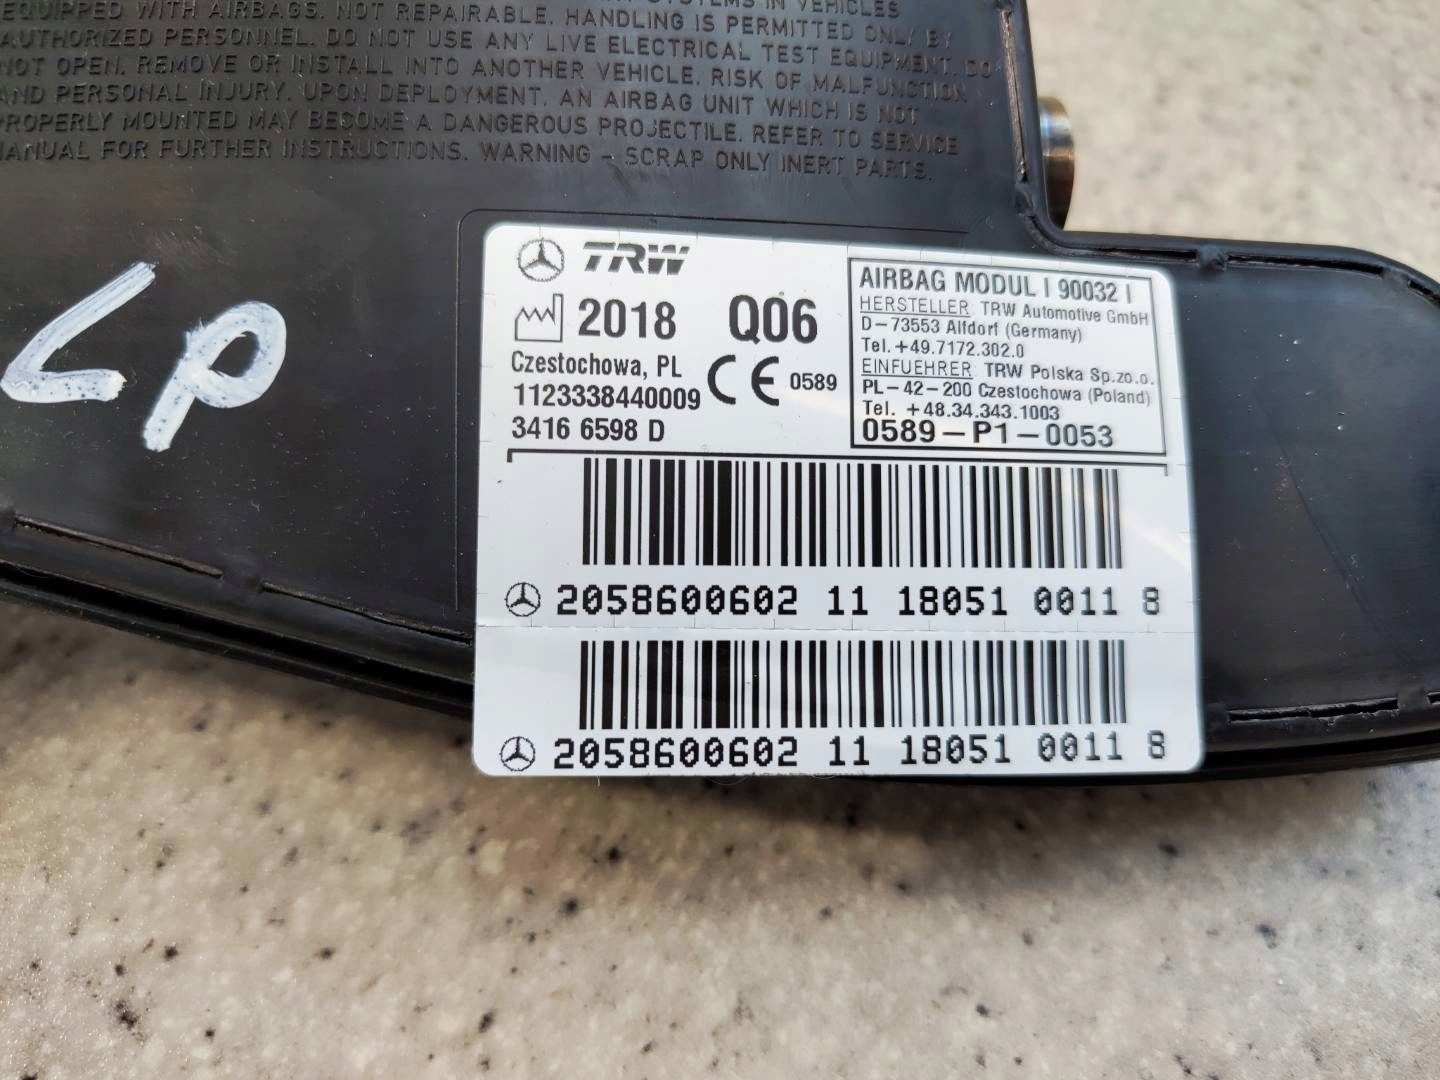 SYSTEMS IN VEHICLES
EQUIPPED WITH AIRBAGS. NOT REPAIRABLE. HANDLING IS PERMITTED ONLY BY
AUTHORIZED PERSONNEL. DO NOT USE ANY LIVE ELECTRICAL TEST EQUIPMENT. DO
NOT OPEN. REMOVE OR INSTALL INTO ANOTHER VEHICLE. RISK OF MALFUNCTION
AND PERSONAL INJURY. UPON DEPLOYMENT, AN AIRBAG UNIT WHICH IS NOT
PROPERLY MOUNTED MAY BECOME A DANGEROUS PROJECTILE. REFER TO SERVICE
MANUAL FOR FURTHER INSTRUCTIONS. WARNING - SCRAP ONLY INERT PARTS.
LP
TRW
2018 Q06
Czestochowa, PL
1123338440009
CE 0589
3416 6598 D
AIRBAG MODUL I 90032 I
HERSTELLER TRW Automotive GmbH
D-73553 Alfdorf (Germany)
Tel. +49.7172.302.0
EINFUEHRER TRW Polska Sp.zo.o.
PL-42-200 Czestochowa (Poland)
Tel. +48.34.343.1003
0589-P1-0053
2058600602 11 18051 0011 8
2058600602 11 18051 0011 8